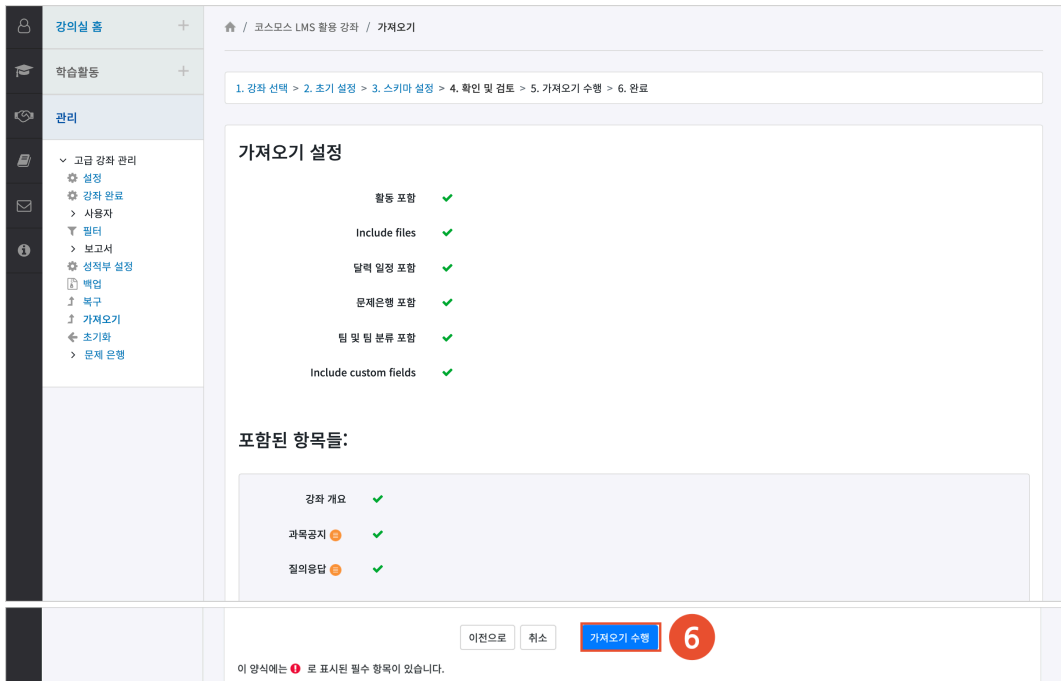 강의실 홈
학습활동
관리
고급 강좌 관리
설정
강좌 완료
사용자
필터
보고서
성적부 설정
백업
복구
가져오기
초기화
문제 은행
/ 코스모스 LMS 활용 강좌 / 가져오기
1. 강좌 선택 > 2. 초기 설정 > 3. 스키마 설정 > 4. 확인 및 검토 > 5. 가져오기 수행 > 6. 완료
가져오기 설정
활동 포함
Include files
달력 일정 포함
문제은행 포함
팀 및 팀 분류 포함
Include custom fields
포함된 항목들:
강좌 개요
과목공지
질의응답
이전으로 취소 가져오기 수행 6
이 양식에는 로 표시된 필수 항목이 있습니다.